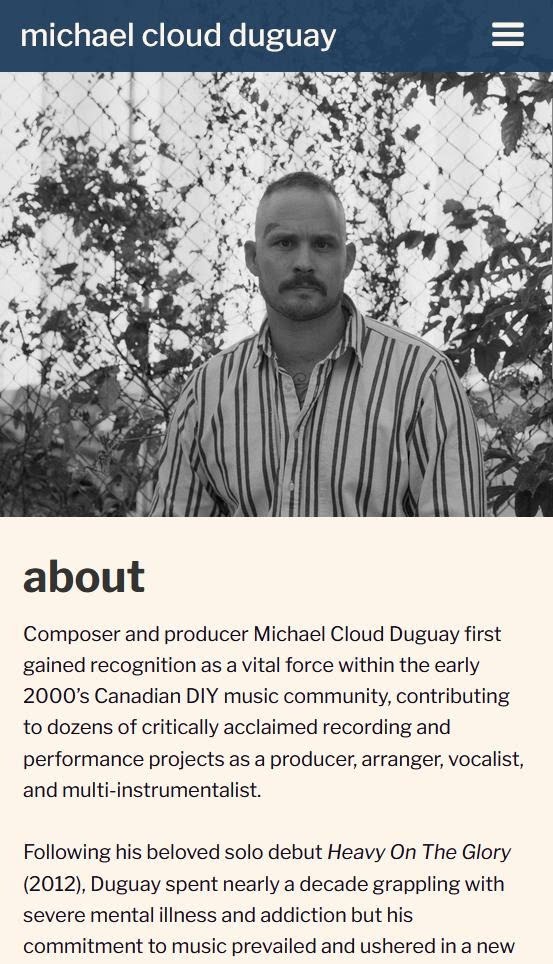 michael cloud duguay
about
Composer and producer Michael Cloud Duguay first
gained recognition as a vital force within the early
2000’s Canadian DIY music community, contributing
to dozens of critically acclaimed recording and
performance projects as a producer, arranger, vocalist,
and multi-instrumentalist.
Following his beloved solo debut Heavy On The Glory
(2012), Duguay spent nearly a decade grappling with
severe mental illness and addiction but his
commitment to music prevailed and ushered in a new